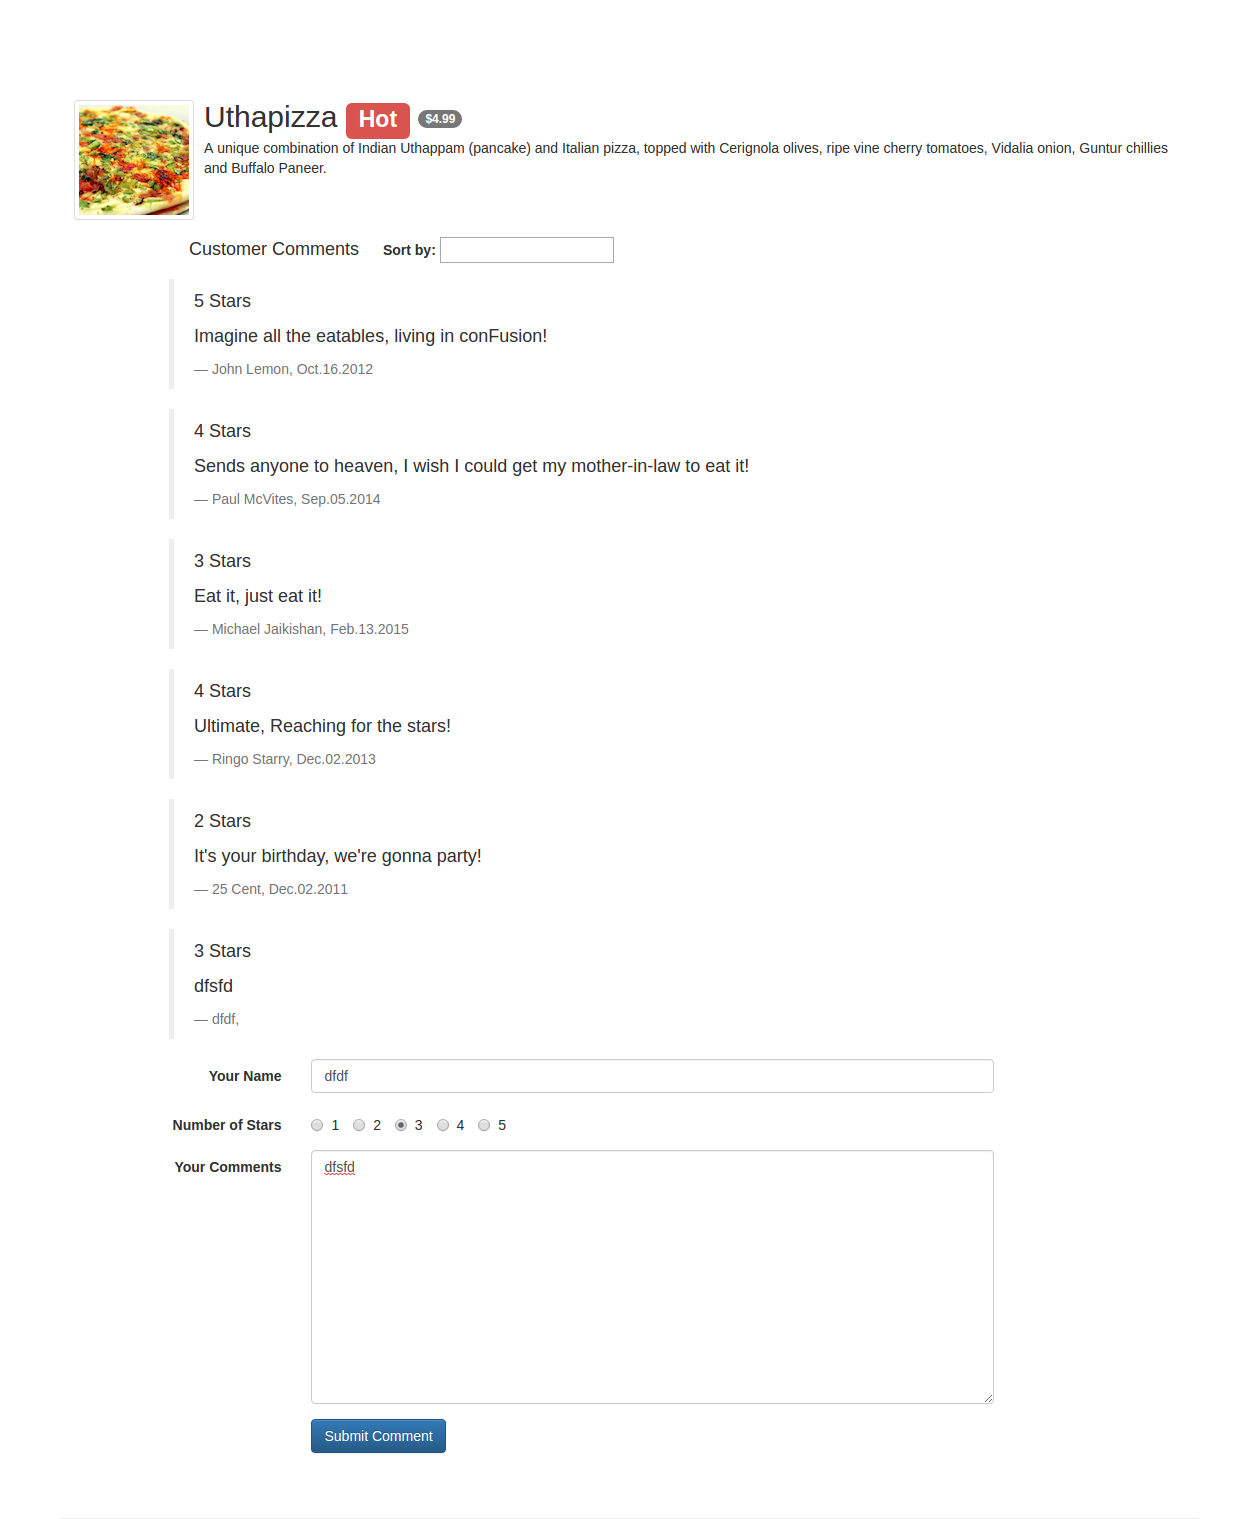 Uthapizza Hot $4.99
A unique combination of Indian Uthappam (pancake) and Italian pizza, topped with Cerignola olives, ripe vine cherry tomatoes, Vidalia onion, Guntur chillies
and Buffalo Paneer.
Customer Comments Sort by:
5 Stars
Imagine all the eatables, living in conFusion!
— John Lemon, Oct.16.2012
4 Stars
Sends anyone to heaven, I wish I could get my mother-in-law to eat it!
— Paul McVites, Sep.05.2014
3 Stars
Eat it, just eat it!
— Michael Jaikishan, Feb.13.2015
4 Stars
Ultimate, Reaching for the stars!
— Ringo Starry, Dec.02.2013
2 Stars
It's your birthday, we're gonna party!
— 25 Cent, Dec.02.2011
3 Stars
dfsfd
— dfdf,
Your Name dfdf
Number of Stars 1 2 3 4 5
Your Comments dfsfd
Submit Comment